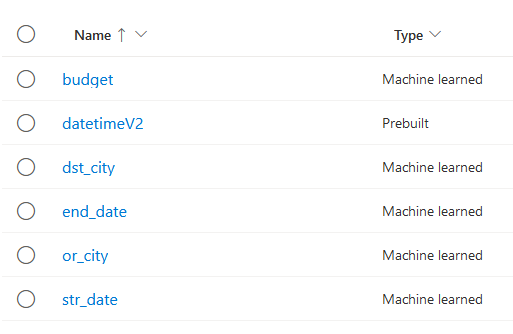 Name Type
budget Machine learned
datetimeV2 Prebuilt
dst_city Machine learned
end_date Machine learned
or_city Machine learned
str_date Machine learned